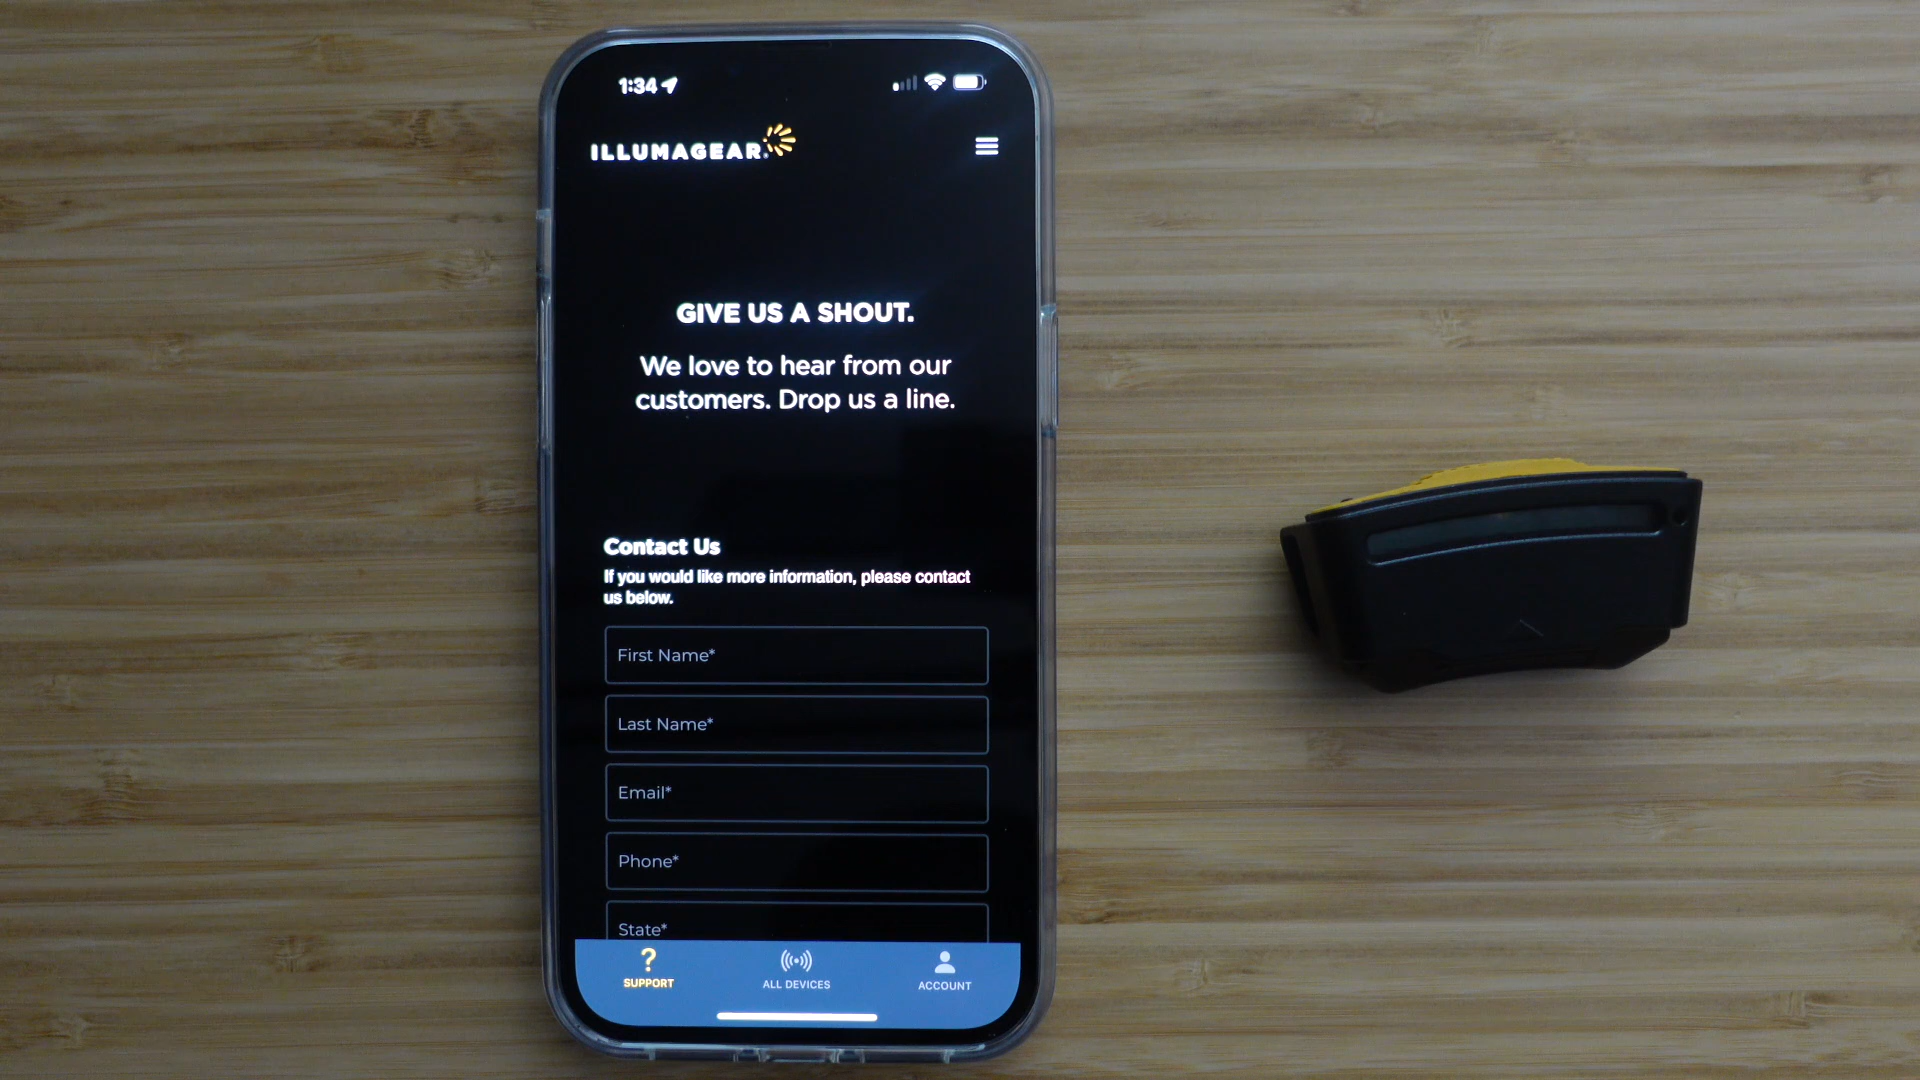 1:34
ILLUMAGEAR®
GIVE US A SHOUT.
We love to hear from our
customers. Drop us a line.
Contact Us
If you would like more information, please contact
us below.
First Name*
Last Name*
Email*
Phone*
State*
SUPPORT
ALL DEVICES
ACCOUNT